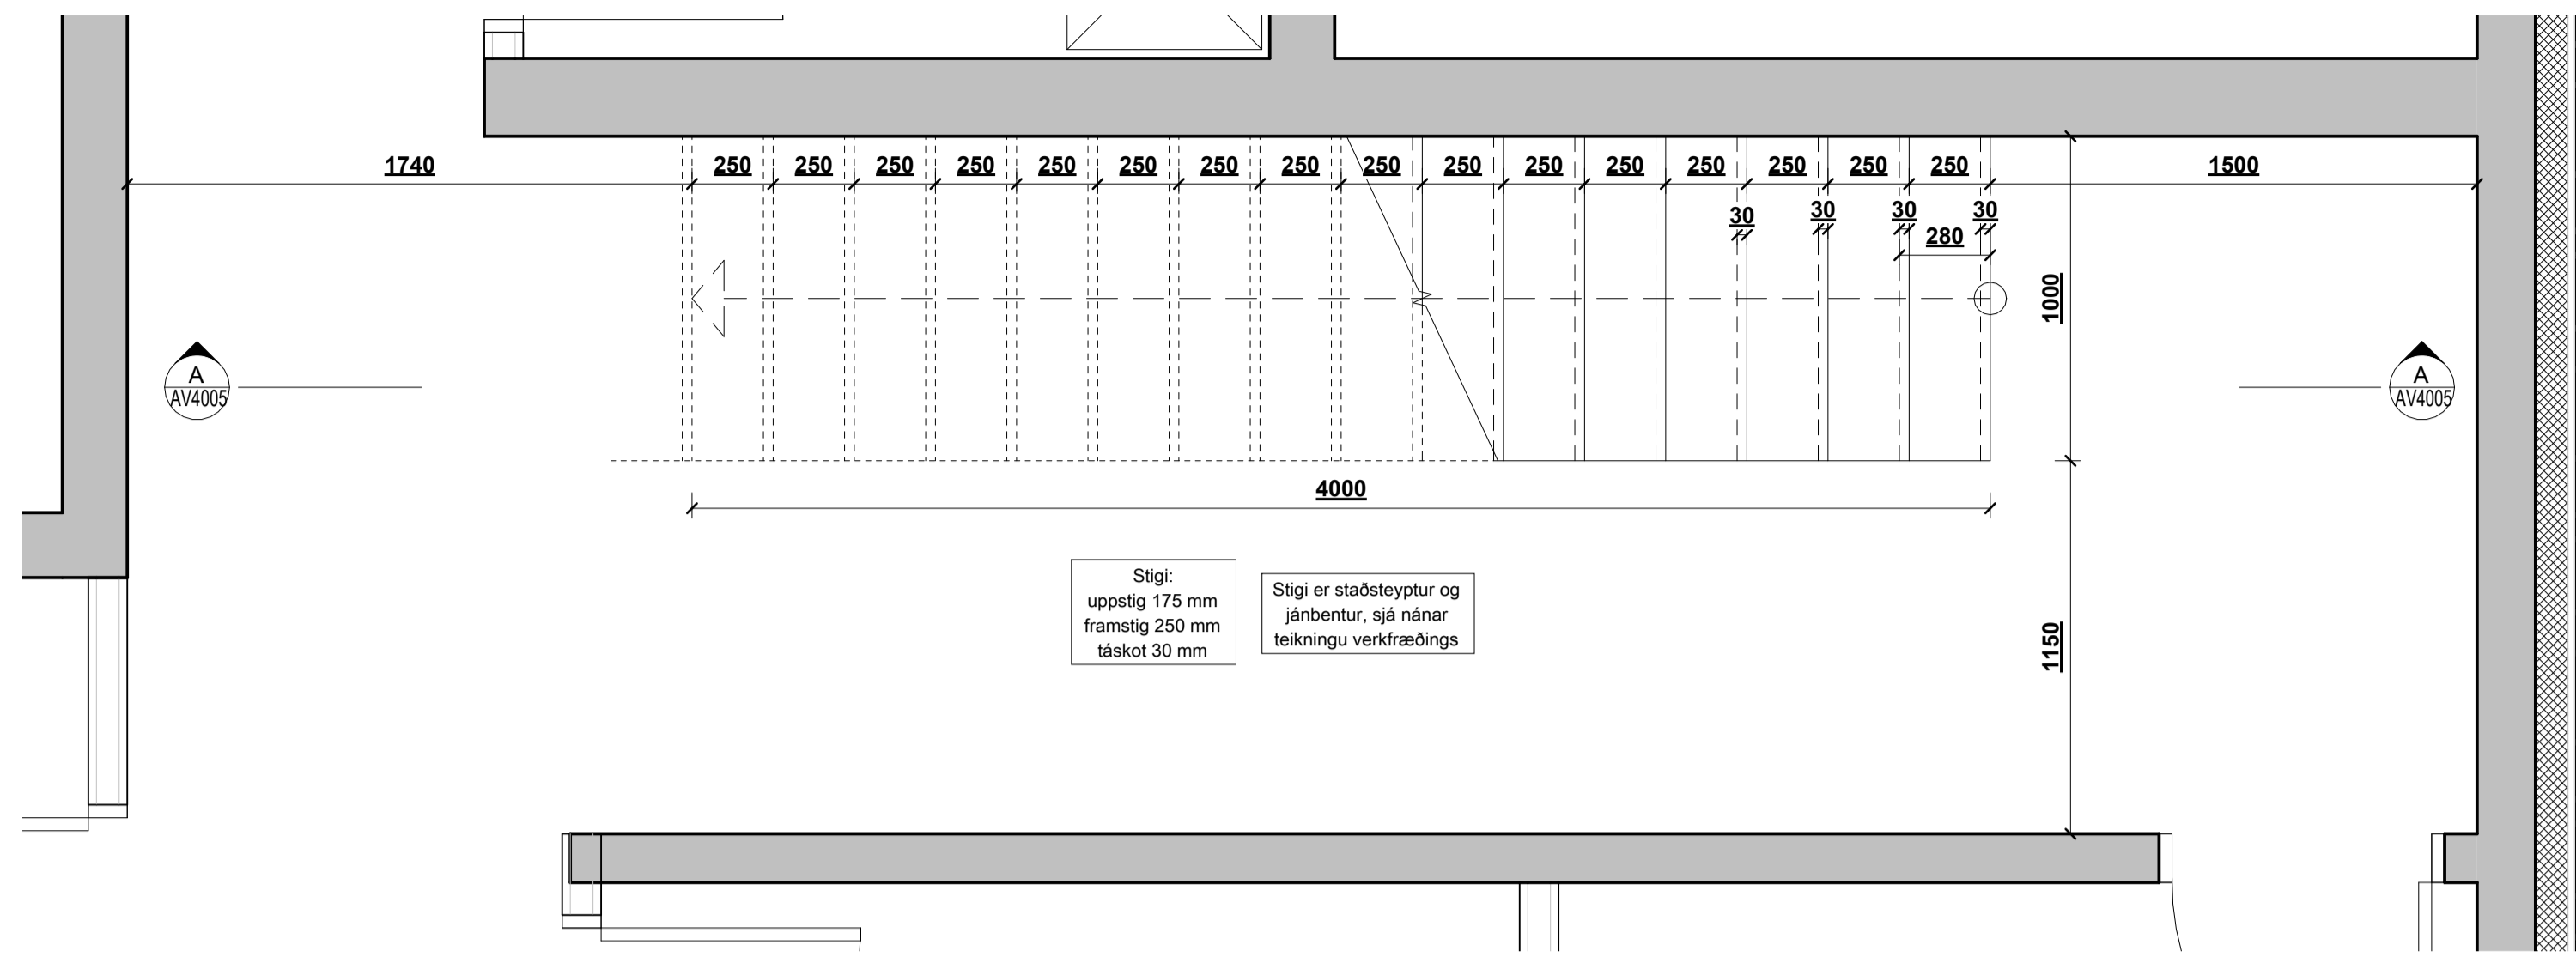 1740 250 250 250 250 250 250 250 250 250 250 250 250 250 250 250 250 1500
30 30 30 30
280
1000
A
AV4005
A
AV4005
4000
Stigi:
uppstig 175 mm
framstig 250 mm
táskot 30 mm
Stigi er staðsteyptur og
jánbentur, sjá nánar
teikningu verkfræðings
1150